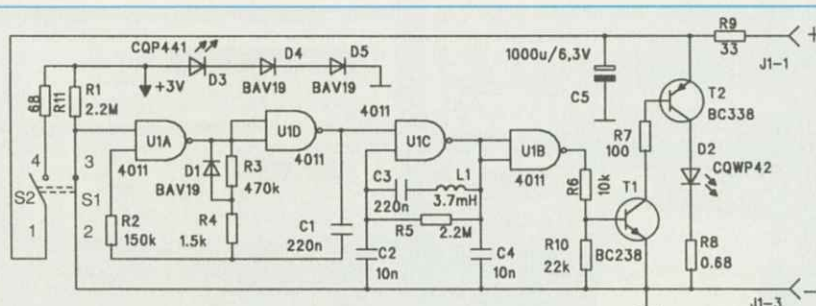 R9
33
+
J1-1
CQP441
D4
D5
1000u/6,3V
D3
BAV19
BAV19
C5
T2
BC338
68
R11
R1
2.2M
+3V
4011
U1A
U1D
U1C
U1B
4011
4011
4011
R7
100
D2
CQWP42
D1
BAV19
R3
470k
C3
220n
L1
3.7mH
R6
10k
T1
4
3
S2
S1
1
2
R2
150k
R4
1.5k
C1
220n
R5
2.2M
C2
10n
C4
10n
R10
22k
BC238
R8
0.68
J1-3
−